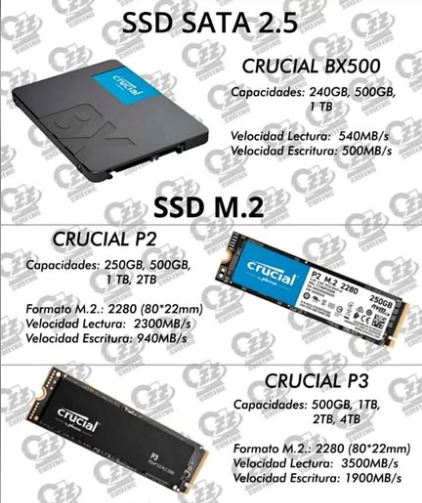 SSD SATA 2.5
CRUCIAL BX500
Capacidades: 240GB, 500GB,
1 TB
Velocidad Lectura: 540MB/s
Velocidad Escritura: 500MB/s
crucial
BX
SSD M.2
CRUCIAL P2
Capacidades: 250GB, 500GB,
1 TB, 2TB
Formato M.2.: 2280 (80*22mm)
Velocidad Lectura: 2300MB/s
Velocidad Escritura: 940MB/s
crucial
P2 M.2 2280
250GB
CRUCIAL P3
Capacidades: 500GB, 1TB,
2TB, 4TB
Formato M.2.: 2280 (80*22mm)
Velocidad Lectura: 3500MB/s
Velocidad Escritura: 1900MB/s
crucial
P3